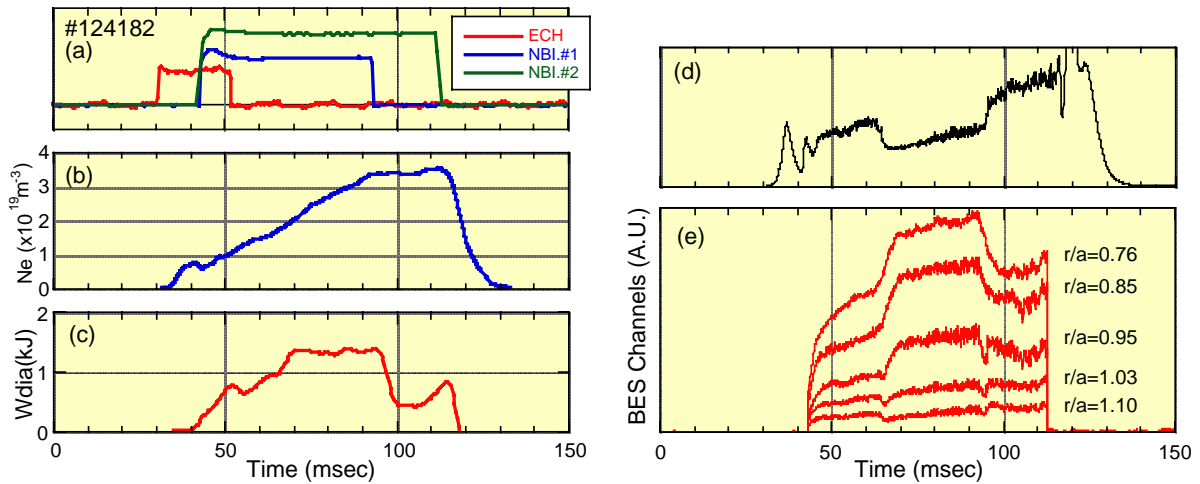 #124182
(a)
ECH
NBI.#1
NBI.#2
(b)
Ne (x10^19m^-3)
4
3
2
1
0
(c)
Wdia(kJ)
2
1
0
0 50 100 150
Time (msec)
(d)
(e)
BES Channels (A.U.)
r/a=0.76
r/a=0.85
r/a=0.95
r/a=1.03
r/a=1.10
0 50 100 150
Time (msec)